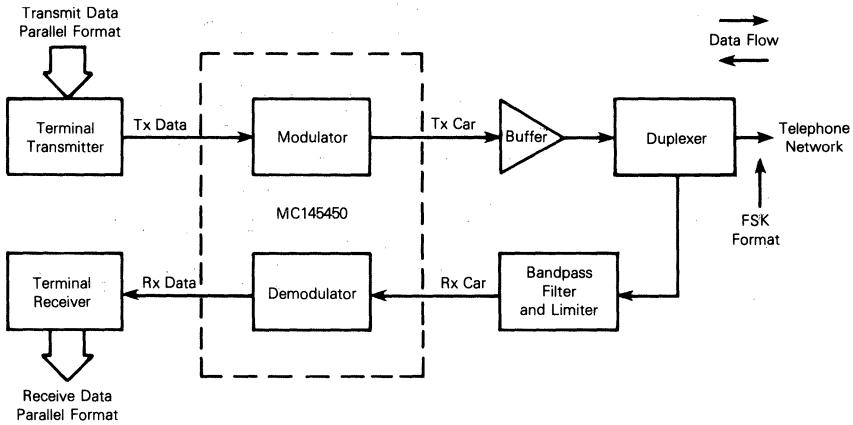 Transmit Data
Parallel Format
Data Flow
Terminal
Transmitter
Tx Data
Modulator
Tx Car
Buffer
Duplexer
Telephone
Network
MC145450
FSK
Format
Terminal
Receiver
Rx Data
Demodulator
Rx Car
Bandpass
Filter
and Limiter
Receive Data
Parallel Format